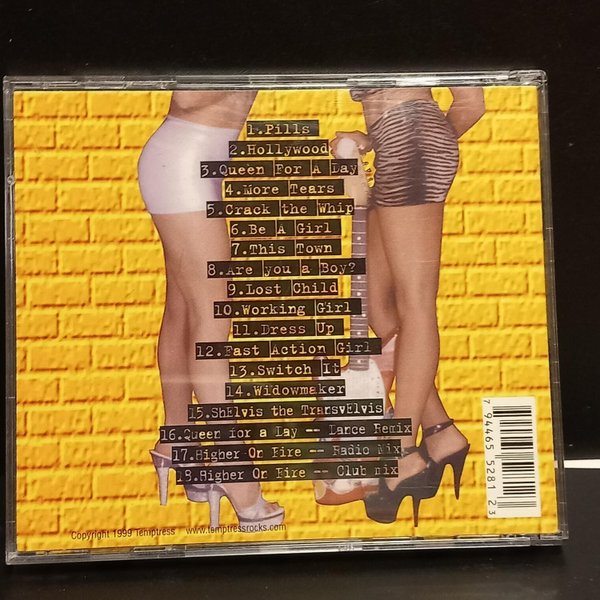 1.Pills
2.Hollywood
3.Queen For A Day
4.More Tears
5.Crack the Whip
6.Be A Girl
7.This Town
8.Are you a Boy?
9.Lost Child
10.Working Girl
11.Dress Up
12.Fast Action Girl
13.Switch It
14.Widowmaker
15.ShElvis the TransvElvis
16.Queen for a Day -- Dance Remix
17.Higher On Fire -- Radio Mix
18.Higher On Fire -- Club mix
7 94465 5281 2 3
Copyright 1999 Temptress www.temptressrocks.com